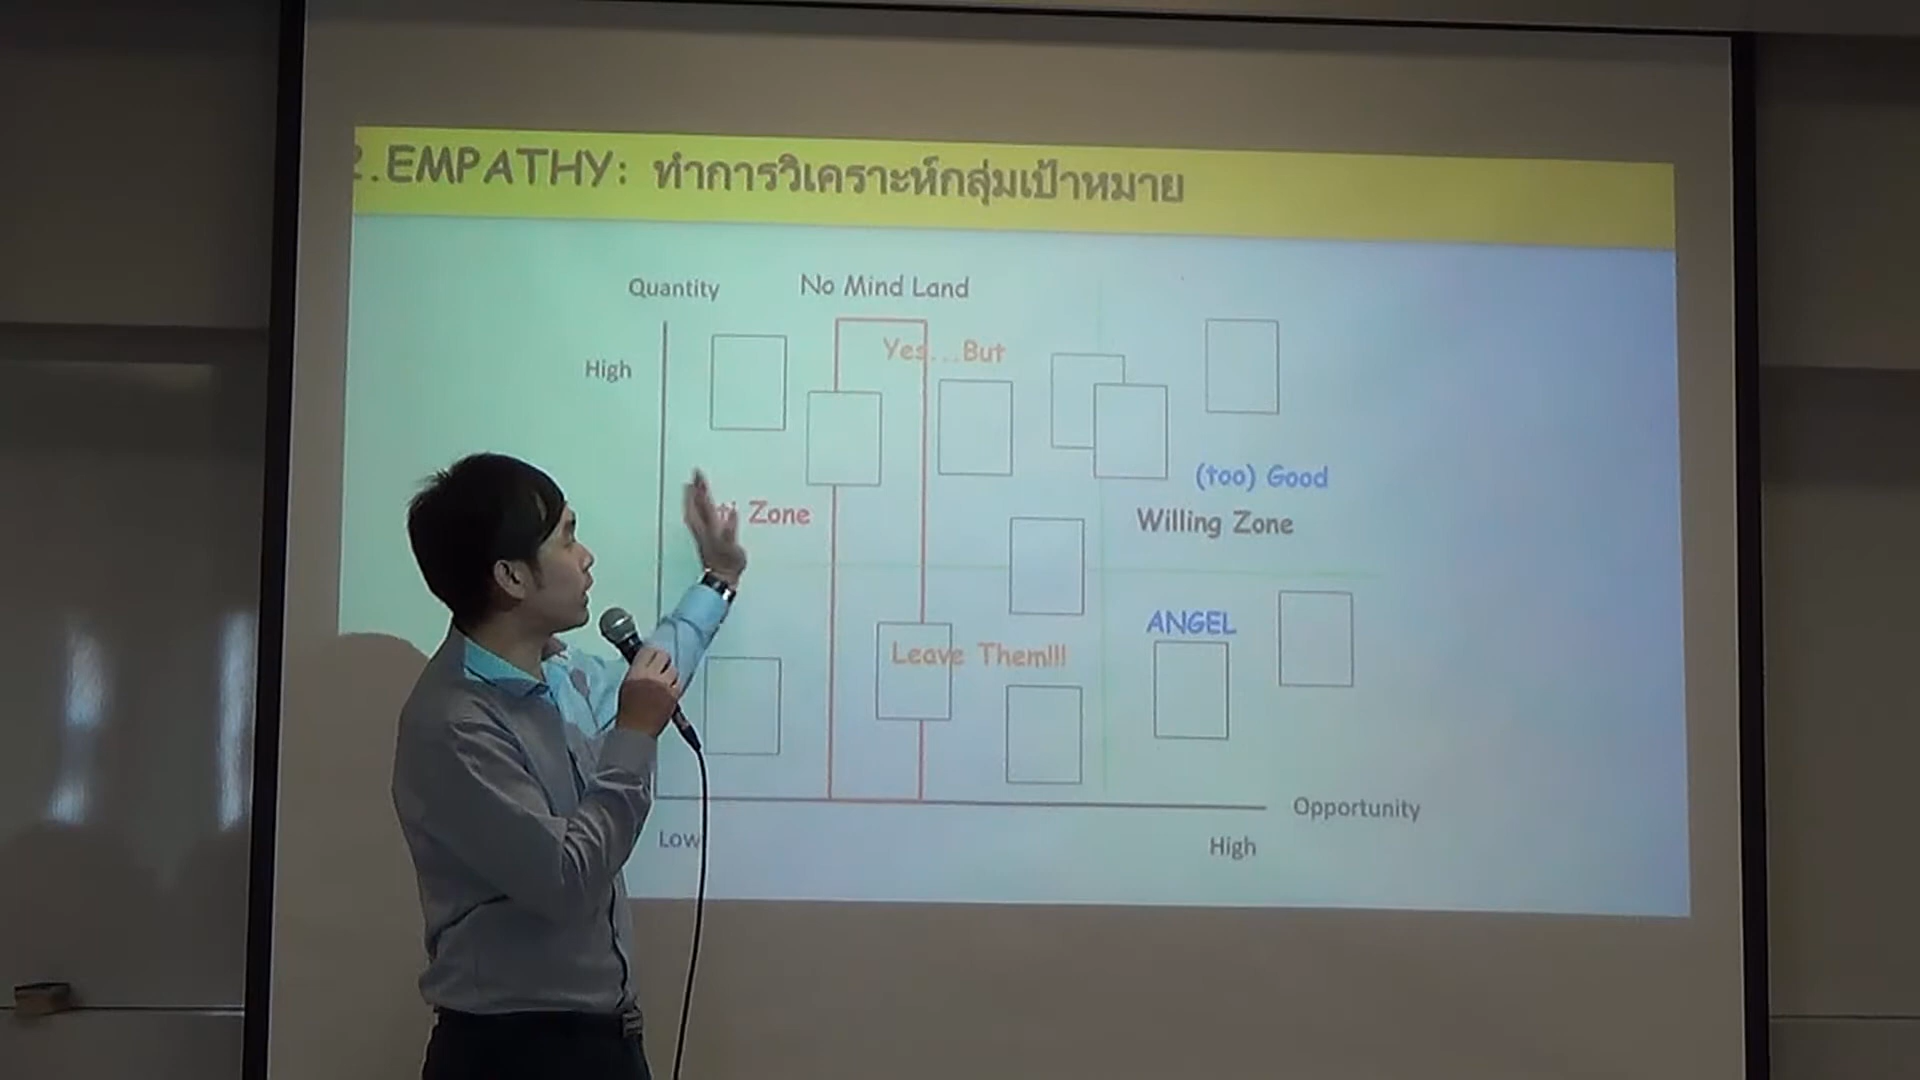 2.EMPATHY: ทำการวิเคราะห์กลุ่มเป้าหมาย
Quantity
No Mind Land
Yes...But
High
(too) Good
Zone
Willing Zone
ANGEL
Leave Them!!!
Opportunity
Low
High